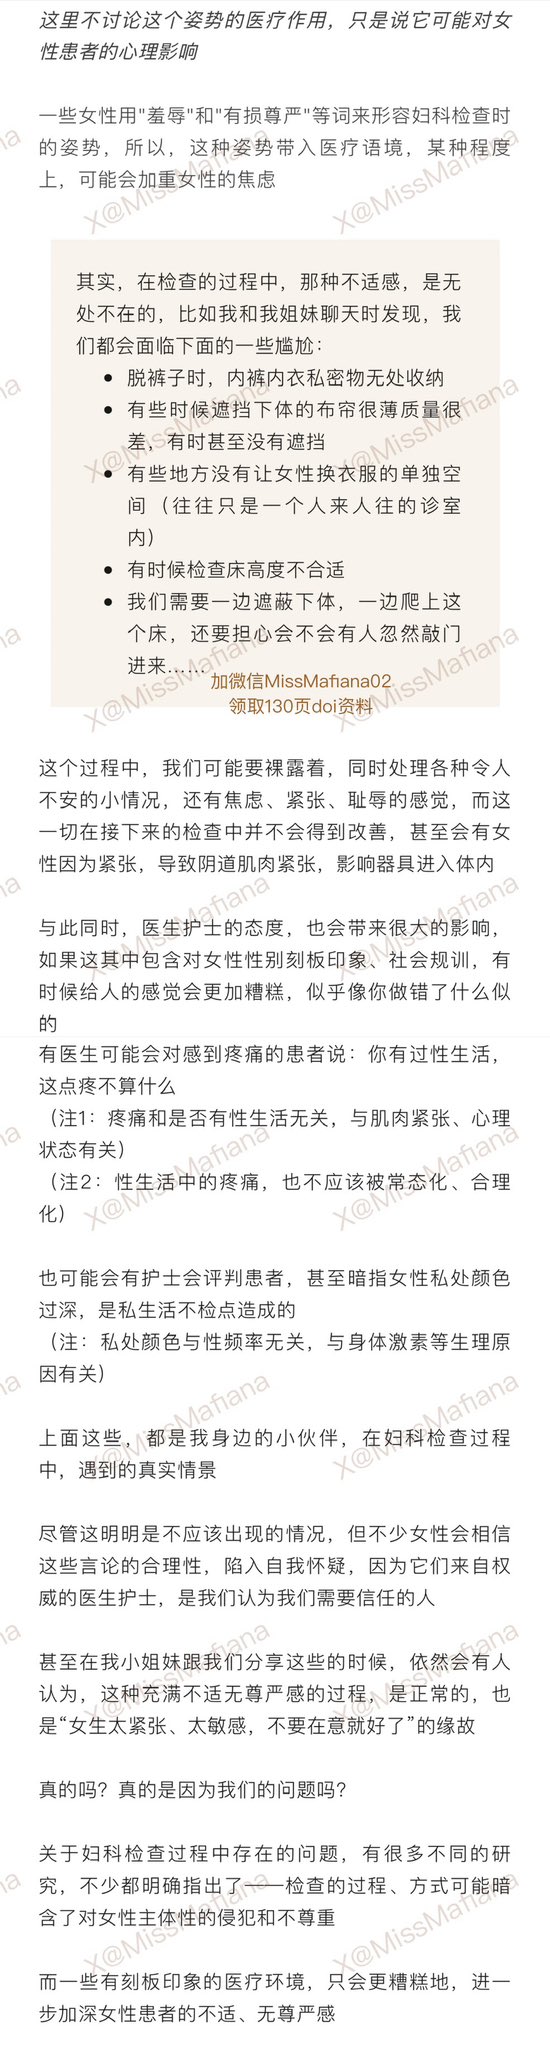 这里不讨论这个姿势的医疗作用，只是说它可能对女
性患者的心理影响
一些女性用"羞辱"和"有损尊严"等词来形容妇科检查时
的姿势，所以，这种姿势带入医疗语境，某种程度
上，可能会加重女性的焦虑
其实，在检查的过程中，那种不适感，是无
处不在的，比如我和我姐妹聊天时发现，我
们都会面临下面的一些尴尬：
• 脱裤子时，内裤内衣私密物无处收纳
• 有些时候遮挡下体的布帘很薄质量很
差，有时甚至没有遮挡
• 有些地方没有让女性换衣服的单独空
间（往往只是一个人来人往的诊室
内）
• 有时候检查床高度不合适
• 我们需要一边遮蔽下体，一边爬上这
个床，还要担心会不会有人忽然敲门
进来……
加微信MissMafiana02
领取130页doi资料
这个过程中，我们可能要裸露着，同时处理各种令人
不安的小情况，还有焦虑、紧张、耻辱的感觉，而这
一切在接下来的检查中并不会得到改善，甚至会有女
性因为紧张，导致阴道肌肉紧张，影响器具进入体内
与此同时，医生护士的态度，也会带来很大的影响，
如果这其中包含对女性性别刻板印象、社会规训，有
时候给人的感觉会更加糟糕，似乎像你做错了什么似
的
有医生可能会对感到疼痛的患者说：你有过性生活，
这点疼不算什么
（注1：疼痛和是否有性生活无关，与肌肉紧张、心理
状态有关）
（注2：性生活中的疼痛，也不应该被常态化、合理
化）
也可能会有护士会评判患者，甚至暗指女性私处颜色
过深，是私生活不检点造成的
（注：私处颜色与性频率无关，与身体激素等生理原
因有关）
上面这些，都是我身边的小伙伴，在妇科检查过程
中，遇到的真实情景
尽管这明明是不应该出现的情况，但不少女性会相信
这些言论的合理性，陷入自我怀疑，因为它们来自权
威的医生护士，是我们认为我们需要信任的人
甚至在我小姐妹跟我们分享这些的时候，依然会有人
认为，这种充满不适无尊严感的过程，是正常的，也
是“女生太紧张、太敏感，不要在意就好了”的缘故
真的吗？真的是因为我们的问题吗？
关于妇科检查过程中存在的问题，有很多不同的研
究，不少都明确指出了——检查的过程、方式可能暗
含了对女性主体性的侵犯和不尊重
而一些有刻板印象的医疗环境，只会更糟糕地，进一
步加深女性患者的不适、无尊严感
X@MissMafiana